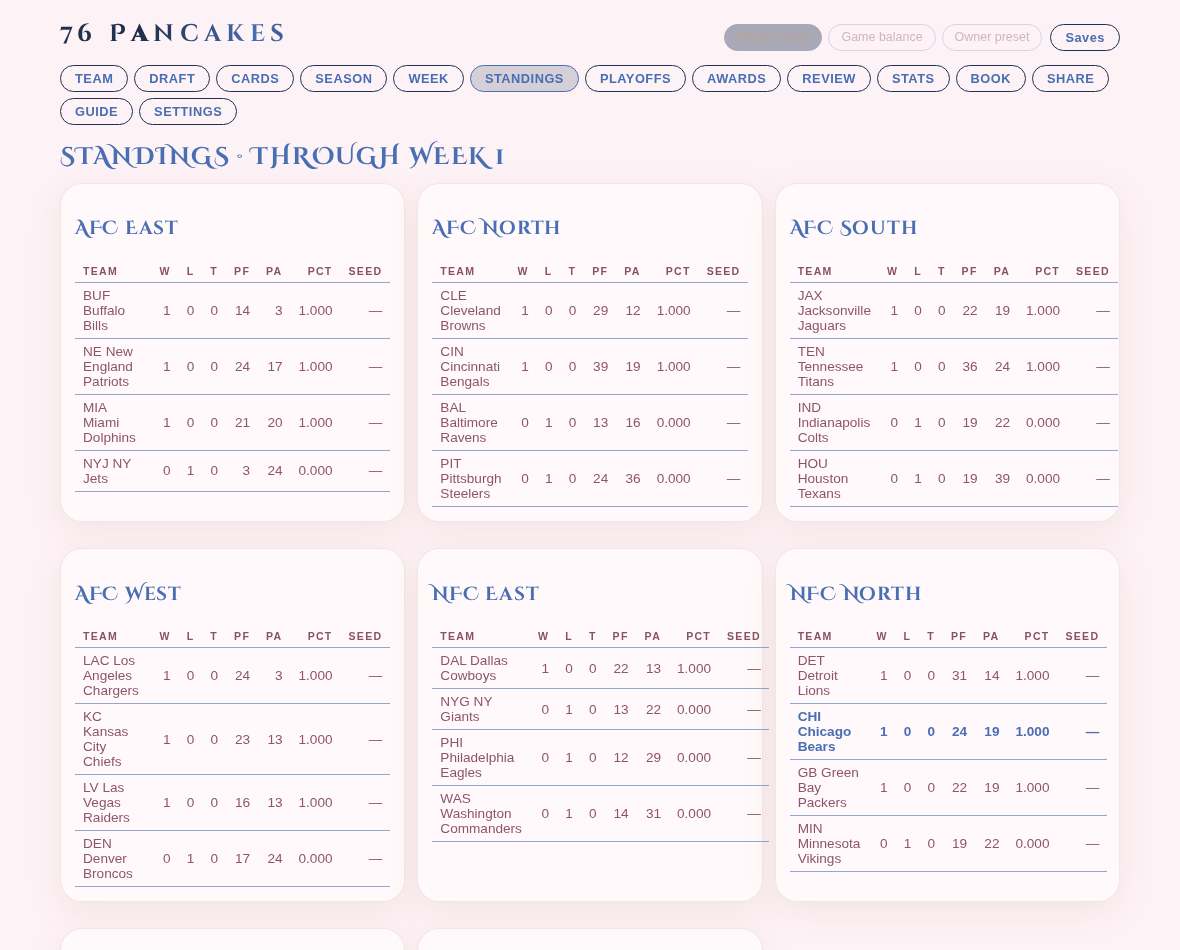 76 PANCAKES
Game balance
Owner preset
Saves
TEAM DRAFT CARDS SEASON WEEK STANDINGS PLAYOFFS AWARDS REVIEW STATS BOOK SHARE
GUIDE SETTINGS
STANDINGS · THROUGH WEEK 1
AFC EAST
TEAM W L T PF PA PCT SEED
BUF
Buffalo
Bills 1 0 0 14 3 1.000 —
NE New
England
Patriots 1 0 0 24 17 1.000 —
MIA
Miami
Dolphins 1 0 0 21 20 1.000 —
NYJ NY
Jets 0 1 0 3 24 0.000 —
AFC NORTH
TEAM W L T PF PA PCT SEED
CLE
Cleveland
Browns 1 0 0 29 12 1.000 —
CIN
Cincinnati
Bengals 1 0 0 39 19 1.000 —
BAL
Baltimore
Ravens 0 1 0 13 16 0.000 —
PIT
Pittsburgh
Steelers 0 1 0 24 36 0.000 —
AFC SOUTH
TEAM W L T PF PA PCT SEED
JAX
Jacksonville
Jaguars 1 0 0 22 19 1.000 —
TEN
Tennessee
Titans 1 0 0 36 24 1.000 —
IND
Indianapolis
Colts 0 1 0 19 22 0.000 —
HOU
Houston
Texans 0 1 0 19 39 0.000 —
AFC WEST
TEAM W L T PF PA PCT SEED
LAC Los
Angeles
Chargers 1 0 0 24 3 1.000 —
KC
Kansas
City
Chiefs 1 0 0 23 13 1.000 —
LV Las
Vegas
Raiders 1 0 0 16 13 1.000 —
DEN
Denver
Broncos 0 1 0 17 24 0.000 —
NFC EAST
TEAM W L T PF PA PCT SEED
DAL Dallas
Cowboys 1 0 0 22 13 1.000 —
NYG NY
Giants 0 1 0 13 22 0.000 —
PHI
Philadelphia
Eagles 0 1 0 12 29 0.000 —
WAS
Washington
Commanders 0 1 0 14 31 0.000 —
NFC NORTH
TEAM W L T PF PA PCT SEED
DET
Detroit
Lions 1 0 0 31 14 1.000 —
CHI
Chicago
Bears 1 0 0 24 19 1.000 —
GB Green
Bay
Packers 1 0 0 22 19 1.000 —
MIN
Minnesota
Vikings 0 1 0 19 22 0.000 —